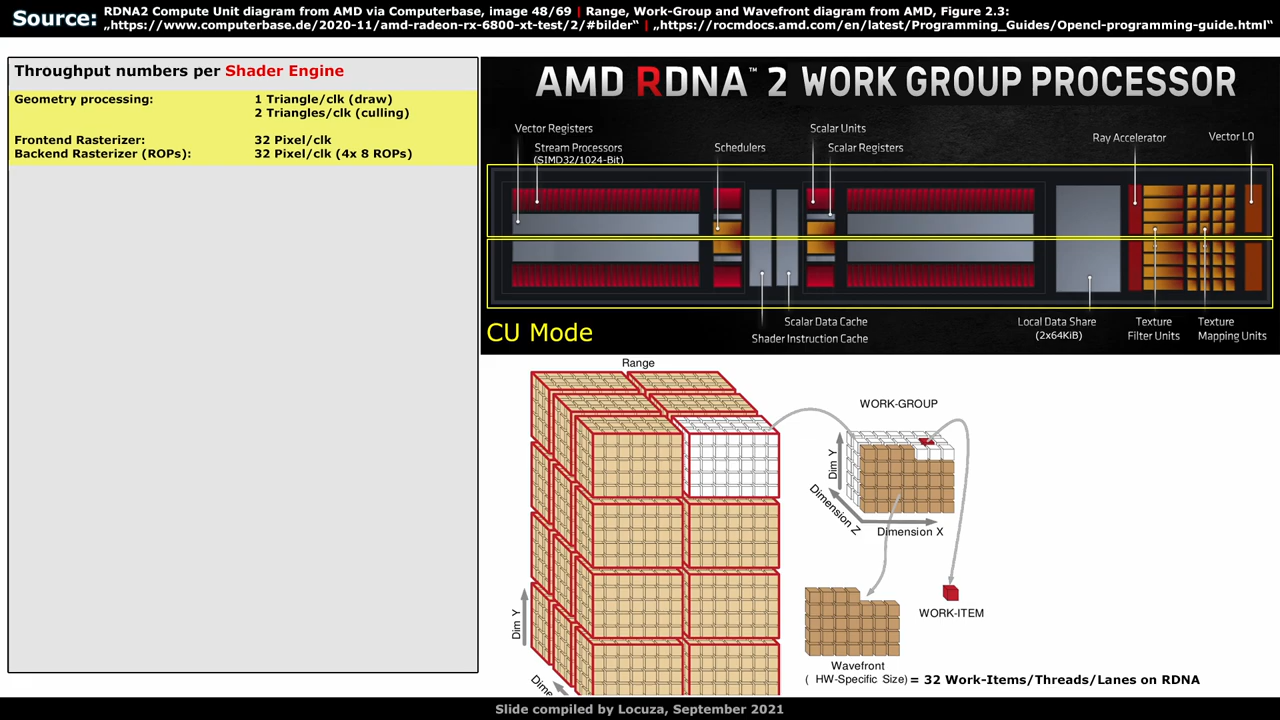 Source:
RDNA2 Compute Unit diagram from AMD via Computerbase, image 48/69 | Range, Work-Group and Wavefront diagram from AMD, Figure 2.3:
„https://www.computerbase.de/2020-11/amd-radeon-rx-6800-xt-test/2/#bilder“ | „https://rocmdocs.amd.com/en/latest/Programming_Guides/Opencl-programming-guide.html“
Throughput numbers per Shader Engine
Geometry processing: 1 Triangle/clk (draw)
2 Triangles/clk (culling)
Frontend Rasterizer: 32 Pixel/clk
Backend Rasterizer (ROPs): 32 Pixel/clk (4x 8 ROPs)
AMD RDNA™ 2 WORK GROUP PROCESSOR
Vector Registers
Stream Processors
(SIMD32/1024-Bit)
Schedulers
Scalar Units
Scalar Registers
Ray Accelerator
Vector L0
CU Mode
Scalar Data Cache
Shader Instruction Cache
Local Data Share
(2x64KiB)
Texture
Filter Units
Texture
Mapping Units
Range
WORK-GROUP
Dim Y
Dimension Z
Dimension X
Dim Y
Dime
WORK-ITEM
Wavefront
( HW-Specific Size) = 32 Work-Items/Threads/Lanes on RDNA
Slide compiled by Locuza, September 2021